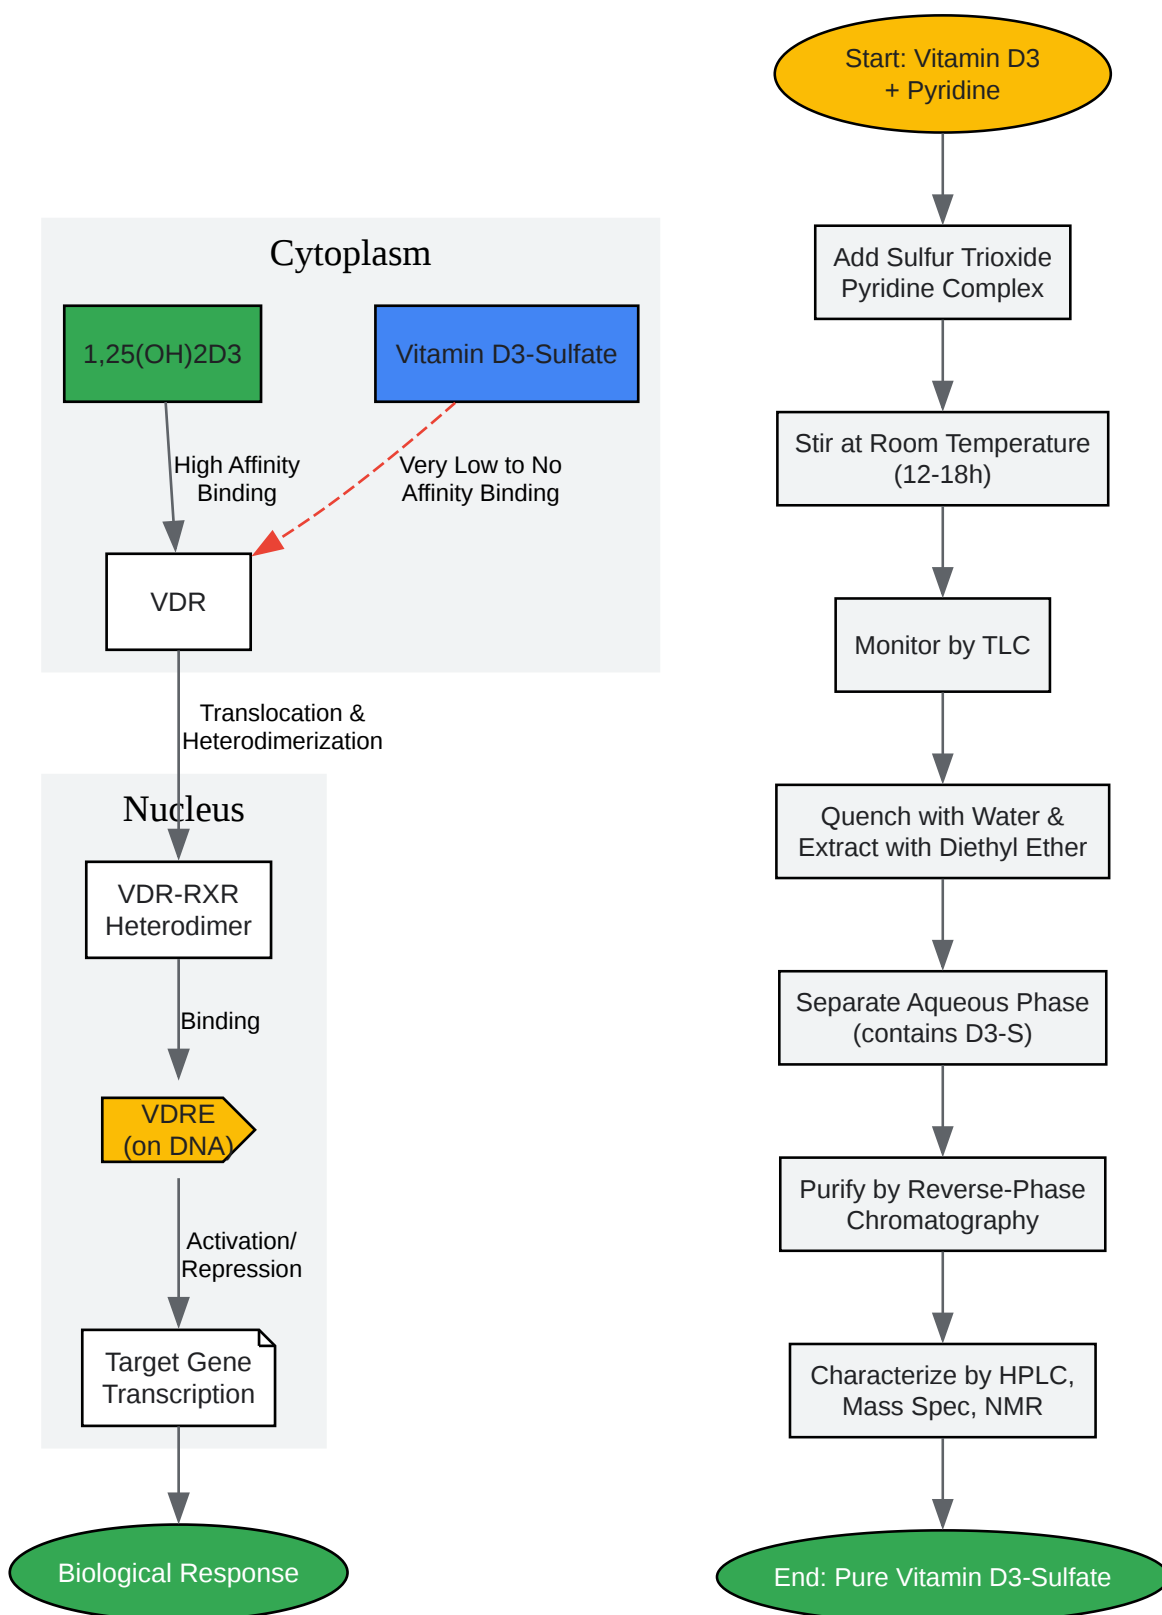 Cytoplasm
1,25(OH)2D3
Vitamin D3-Sulfate
High Affinity
Binding
Very Low to No
Affinity Binding
VDR
Translocation &
Heterodimerization
Nucleus
VDR-RXR
Heterodimer
Binding
VDRE
(on DNA)
Activation/
Repression
Target Gene
Transcription
Biological Response
Start: Vitamin D3
+ Pyridine
Add Sulfur Trioxide
Pyridine Complex
Stir at Room Temperature
(12-18h)
Monitor by TLC
Quench with Water &
Extract with Diethyl Ether
Separate Aqueous Phase
(contains D3-S)
Purify by Reverse-Phase
Chromatography
Characterize by HPLC,
Mass Spec, NMR
End: Pure Vitamin D3-Sulfate